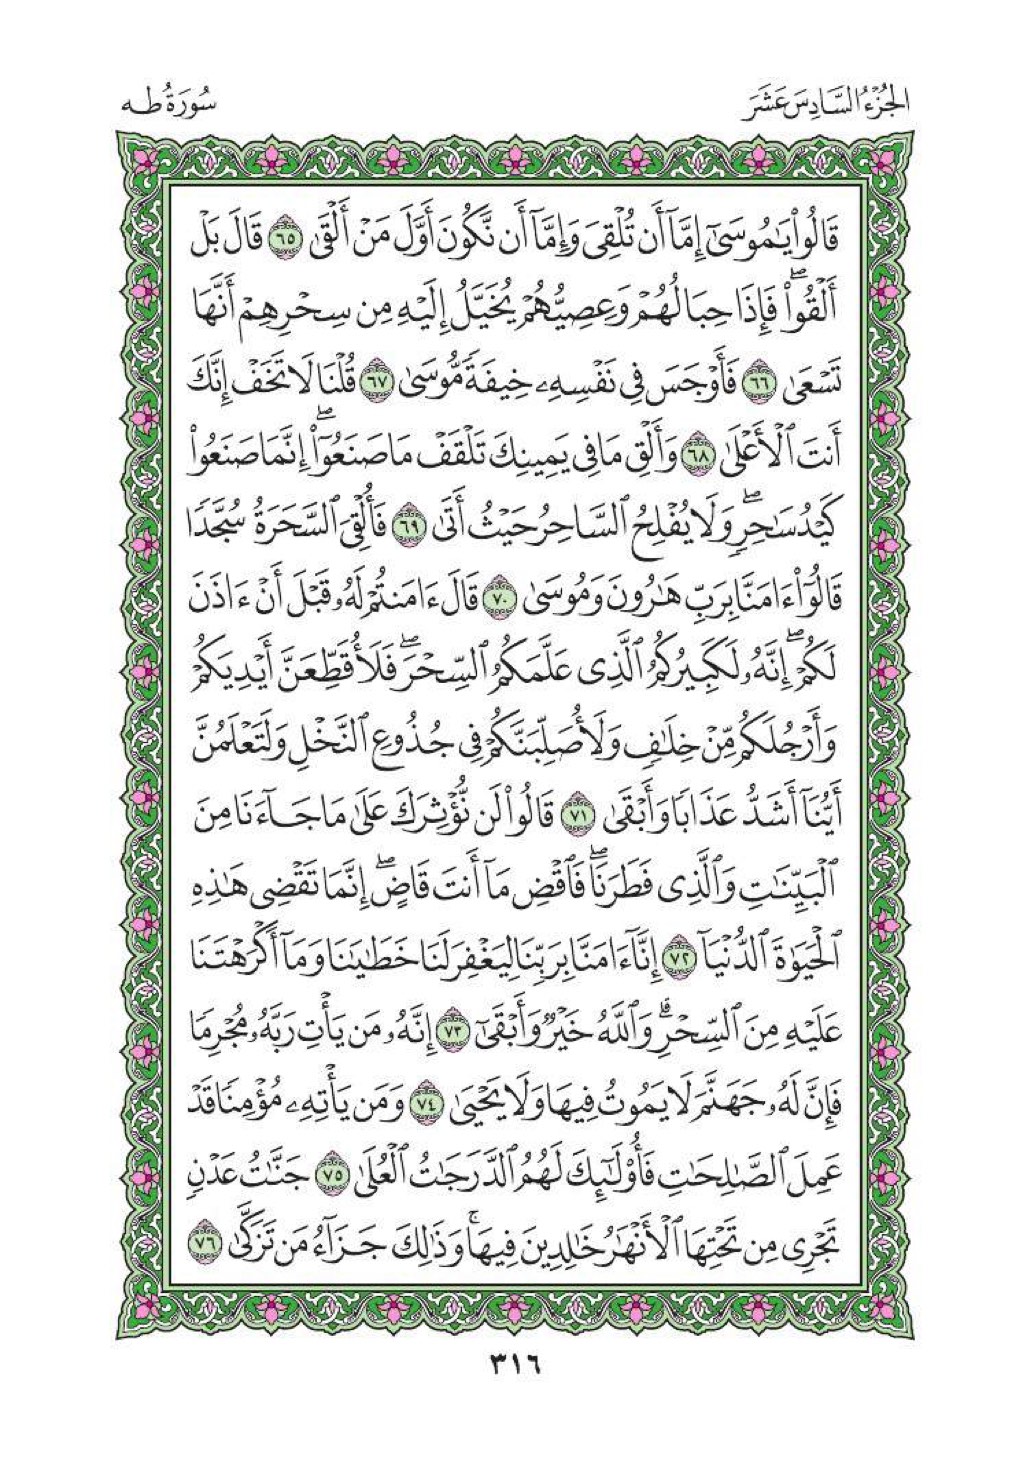 الجُزْءُ السَّادِسَ عَشَرَ
سُورَةُ طه
قَالُواْ يَٰمُوسَىٰٓ إِمَّآ أَن تُلۡقِيَ وَإِمَّآ أَن نَّكُونَ أَوَّلَ مَنۡ أَلۡقَىٰ ٦٥ قَالَ بَلۡ
أَلۡقُواْۖ فَإِذَا حِبَالُهُمۡ وَعِصِيُّهُمۡ يُخَيَّلُ إِلَيۡهِ مِن سِحۡرِهِمۡ أَنَّهَا
تَسۡعَىٰ ٦٦ فَأَوۡجَسَ فِي نَفۡسِهِۦ خِيفَةٗ مُّوسَىٰ ٦٧ قُلۡنَا لَا تَخَفۡ إِنَّكَ
أَنتَ ٱلۡأَعۡلَىٰ ٦٨ وَأَلۡقِ مَا فِي يَمِينِكَ تَلۡقَفۡ مَا صَنَعُوٓاْۖ إِنَّمَا صَنَعُواْ
كَيۡدُ سَٰحِرٖۖ وَلَا يُفۡلِحُ ٱلسَّاحِرُ حَيۡثُ أَتَىٰ ٦٩ فَأُلۡقِيَ ٱلسَّحَرَةُ سُجَّدٗا
قَالُوٓاْ ءَامَنَّا بِرَبِّ هَٰرُونَ وَمُوسَىٰ ٧٠ قَالَ ءَامَنتُمۡ لَهُۥ قَبۡلَ أَنۡ ءَاذَنَ
لَكُمۡۖ إِنَّهُۥ لَكَبِيرُكُمُ ٱلَّذِي عَلَّمَكُمُ ٱلسِّحۡرَۖ فَلَأُقَطِّعَنَّ أَيۡدِيَكُمۡ
وَأَرۡجُلَكُم مِّنۡ خِلَٰفٖ وَلَأُصَلِّبَنَّكُمۡ فِي جُذُوعِ ٱلنَّخۡلِ وَلَتَعۡلَمُنَّ
أَيُّنَآ أَشَدُّ عَذَابٗا وَأَبۡقَىٰ ٧١ قَالُواْ لَن نُّؤۡثِرَكَ عَلَىٰ مَا جَآءَنَا مِنَ
ٱلۡبَيِّنَٰتِ وَٱلَّذِي فَطَرَنَاۖ فَٱقۡضِ مَآ أَنتَ قَاضٍۖ إِنَّمَا تَقۡضِي هَٰذِهِ
ٱلۡحَيَوٰةَ ٱلدُّنۡيَآ ٧٢ إِنَّآ ءَامَنَّا بِرَبِّنَا لِيَغۡفِرَ لَنَا خَطَٰيَٰنَا وَمَآ أَكۡرَهۡتَنَا
عَلَيۡهِ مِنَ ٱلسِّحۡرِۗ وَٱللَّهُ خَيۡرٞ وَأَبۡقَىٰٓ ٧٣ إِنَّهُۥ مَن يَأۡتِ رَبَّهُۥ مُجۡرِمٗا
فَإِنَّ لَهُۥ جَهَنَّمَ لَا يَمُوتُ فِيهَا وَلَا يَحۡيَىٰ ٧٤ وَمَن يَأۡتِهِۦ مُؤۡمِنٗا قَدۡ
عَمِلَ ٱلصَّٰلِحَٰتِ فَأُوْلَٰٓئِكَ لَهُمُ ٱلدَّرَجَٰتُ ٱلۡعُلَىٰ ٧٥ جَنَّٰتُ عَدۡنٖ
تَجۡرِي مِن تَحۡتِهَا ٱلۡأَنۡهَٰرُ خَٰلِدِينَ فِيهَاۚ وَذَٰلِكَ جَزَآءُ مَن تَزَكَّىٰ ٧٦
٣١٦